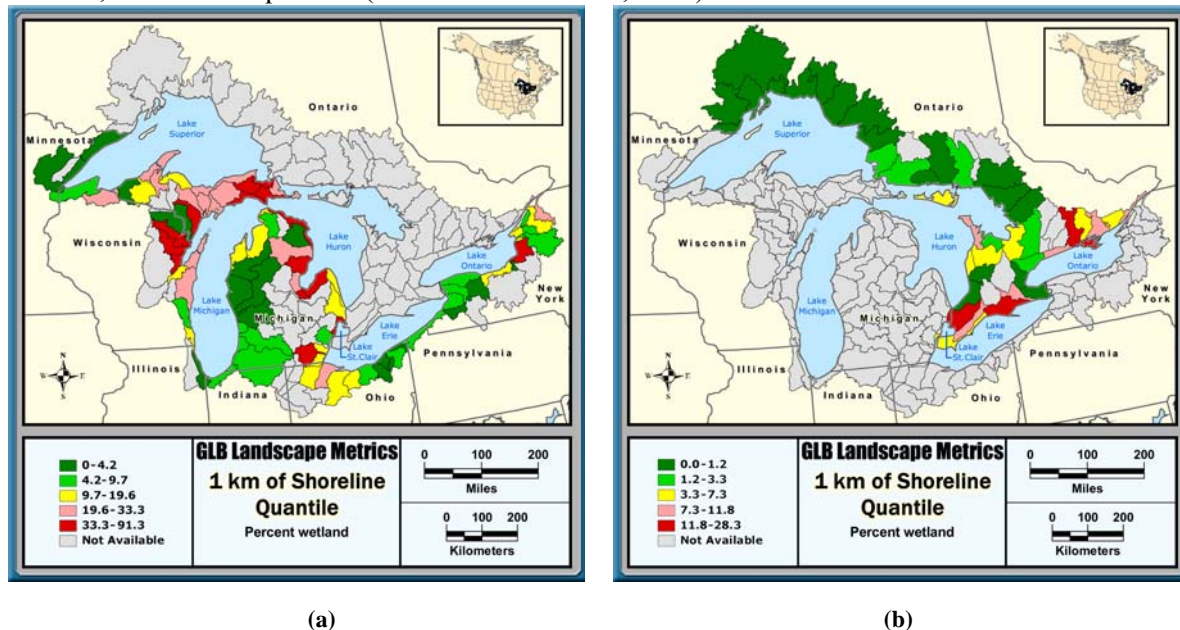 Ontario
Minnesota
Lake
Superior
Wisconsin
Lake
Huron
Lake
Ontario
New
York
Lake
Michigan
Michigan
Lake
Erie
Lake
St.Clair
Pennsylvania
Illinois
Indiana
Ohio
N
W
E
S
GLB Landscape Metrics
1 km of Shoreline
Quantile
Percent wetland
0-4.2
4.2-9.7
9.7-19.6
19.6-33.3
33.3-91.3
Not Available
0 100 200
Miles
0 100 200
Kilometers
(a)
Ontario
Minnesota
Lake
Superior
Wisconsin
Lake
Huron
Lake
Ontario
New
York
Lake
Michigan
Michigan
Lake
Erie
Lake
St.Clair
Pennsylvania
Illinois
Indiana
Ohio
N
W
E
S
GLB Landscape Metrics
1 km of Shoreline
Quantile
Percent wetland
0.0-1.2
1.2-3.3
3.3-7.3
7.3-11.8
11.8-28.3
Not Available
0 100 200
Miles
0 100 200
Kilometers
(b)